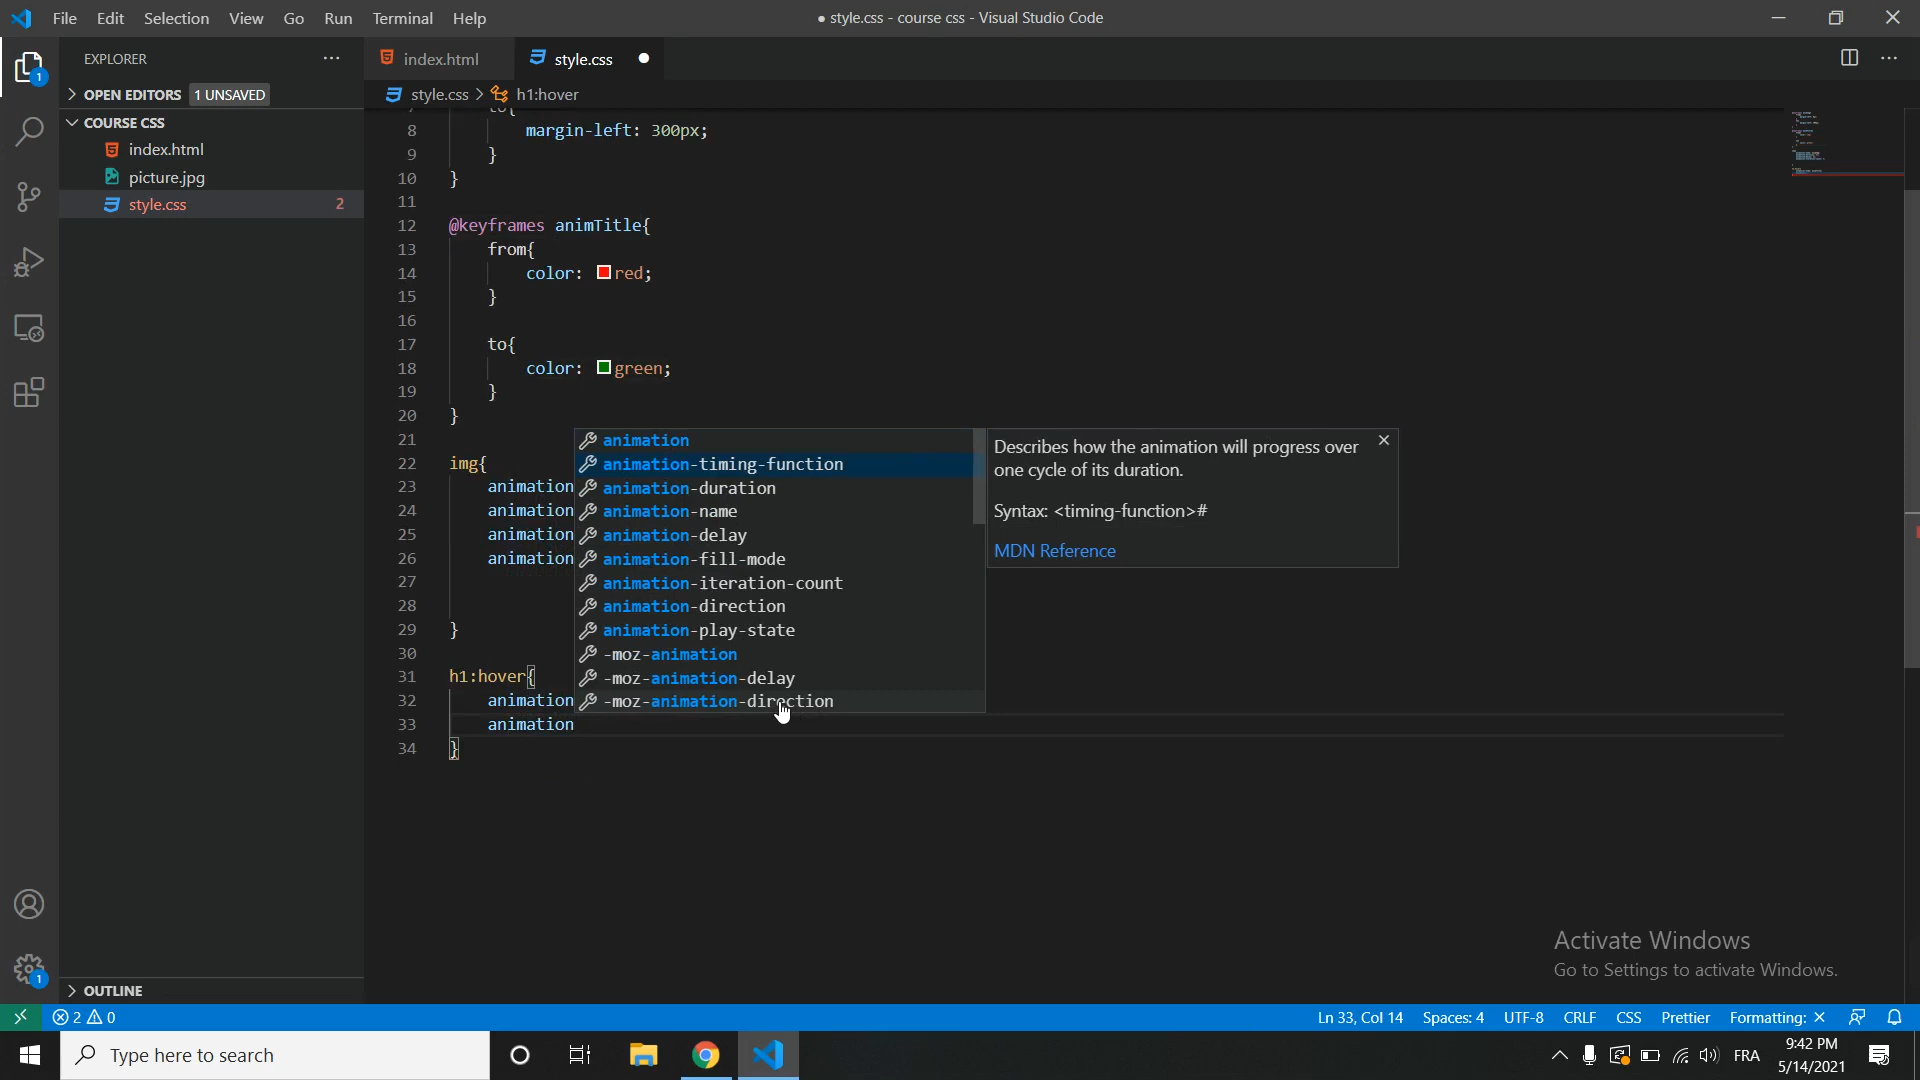 File Edit Selection View Go Run Terminal Help
● style.css - course css - Visual Studio Code
EXPLORER
index.html
style.css
OPEN EDITORS 1 UNSAVED
style.css > h1:hover
COURSE CSS
index.html
picture.jpg
style.css 2
8 margin-left: 300px;
9 }
10 }
11
12 @keyframes animTitle{
13 from{
14 color: red;
15 }
16
17 to{
18 color: green;
19 }
20 }
21
22 img{
23 animation
24 animation
25 animation
26 animation
27
28
29 }
30
31 h1:hover{
32 animation
33 animation
34 }
animation
animation-timing-function
animation-duration
animation-name
animation-delay
animation-fill-mode
animation-iteration-count
animation-direction
animation-play-state
-moz-animation
-moz-animation-delay
-moz-animation-direction
Describes how the animation will progress over
one cycle of its duration.
Syntax: <timing-function>#
MDN Reference
1
1
OUTLINE
Activate Windows
Go to Settings to activate Windows.
2 0
Ln 33, Col 14 Spaces: 4 UTF-8 CRLF CSS Prettier Formatting: ×
Type here to search
FRA
9:42 PM
5/14/2021